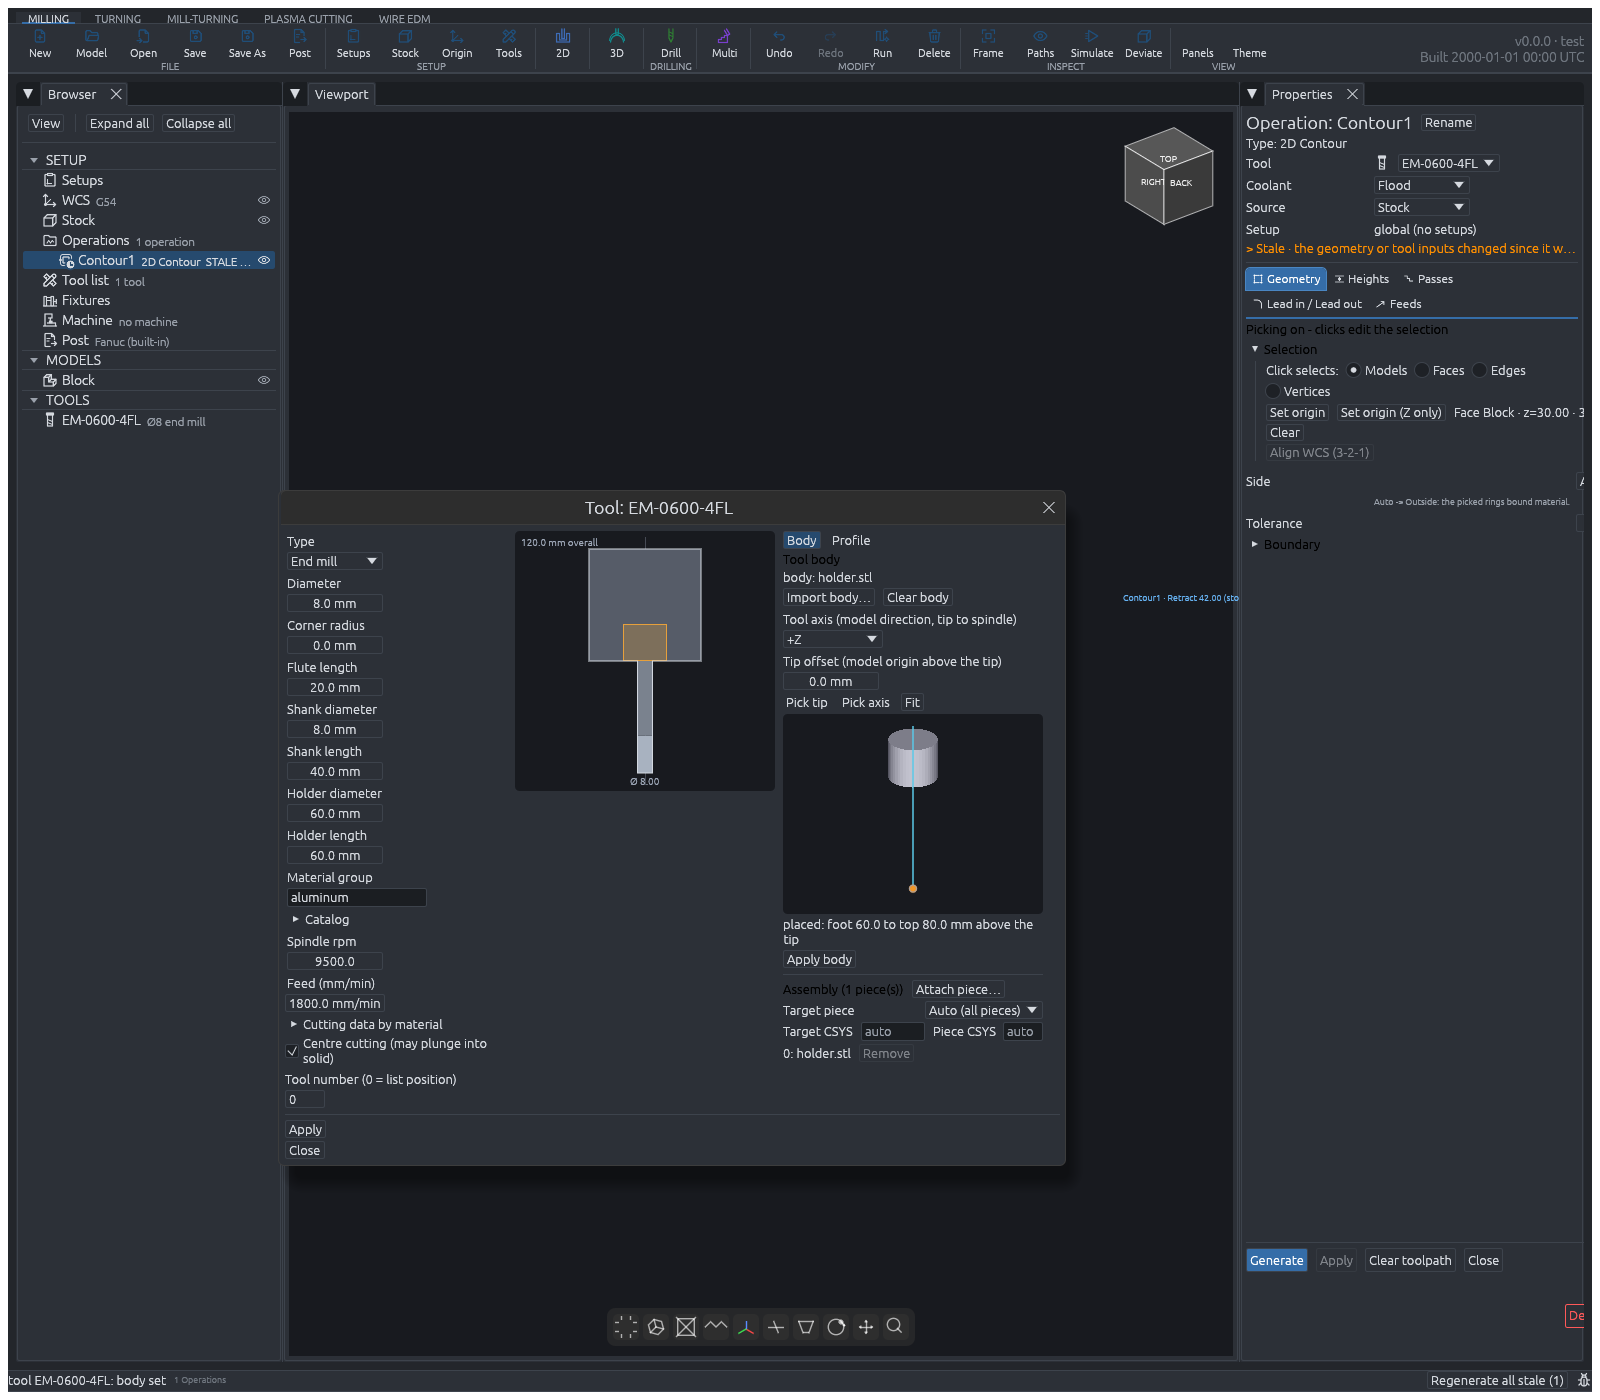 MILLING TURNING MILL-TURNING PLASMA CUTTING WIRE EDM
New Model Open Save Save As Post Setups Stock Origin Tools 2D 3D Drill Multi Undo Redo Run Delete Frame Paths Simulate Deviate Panels Theme
FILE SETUP DRILLING MODIFY INSPECT VIEW
v0.0.0 · test
Built 2000-01-01 00:00 UTC
Browser
View Expand all Collapse all
SETUP
Setups
WCS G54
Stock
Operations 1 operation
Contour1 2D Contour STALE ...
Tool list 1 tool
Fixtures
Machine no machine
Post Fanuc (built-in)
MODELS
Block
TOOLS
EM-0600-4FL Ø8 end mill
Viewport
TOP
RIGHT BACK
Contour1 · Retract 42.00 (sto
Tool: EM-0600-4FL
Type
End mill
Diameter
8.0 mm
Corner radius
0.0 mm
Flute length
20.0 mm
Shank diameter
8.0 mm
Shank length
40.0 mm
Holder diameter
60.0 mm
Holder length
60.0 mm
Material group
aluminum
Catalog
Spindle rpm
9500.0
Feed (mm/min)
1800.0 mm/min
Cutting data by material
Centre cutting (may plunge into
solid)
Tool number (0 = list position)
0
Apply
Close
120.0 mm overall
Ø 8.00
Body Profile
Tool body
body: holder.stl
Import body... Clear body
Tool axis (model direction, tip to spindle)
+Z
Tip offset (model origin above the tip)
0.0 mm
Pick tip Pick axis Fit
placed: foot 60.0 to top 80.0 mm above the
tip
Apply body
Assembly (1 piece(s)) Attach piece...
Target piece Auto (all pieces)
Target CSYS auto Piece CSYS auto
0: holder.stl Remove
Properties
Operation: Contour1 Rename
Type: 2D Contour
Tool EM-0600-4FL
Coolant Flood
Source Stock
Setup global (no setups)
> Stale · the geometry or tool inputs changed since it w...
Geometry Heights Passes
Lead in / Lead out Feeds
Picking on - clicks edit the selection
Selection
Click selects: Models Faces Edges
Vertices
Set origin Set origin (Z only) Face Block · z=30.00 · 3
Clear
Align WCS (3-2-1)
Side A
Auto -> Outside: the picked rings bound material.
Tolerance
Boundary
Generate Apply Clear toolpath Close
De
tool EM-0600-4FL: body set 1 Operations
Regenerate all stale (1)